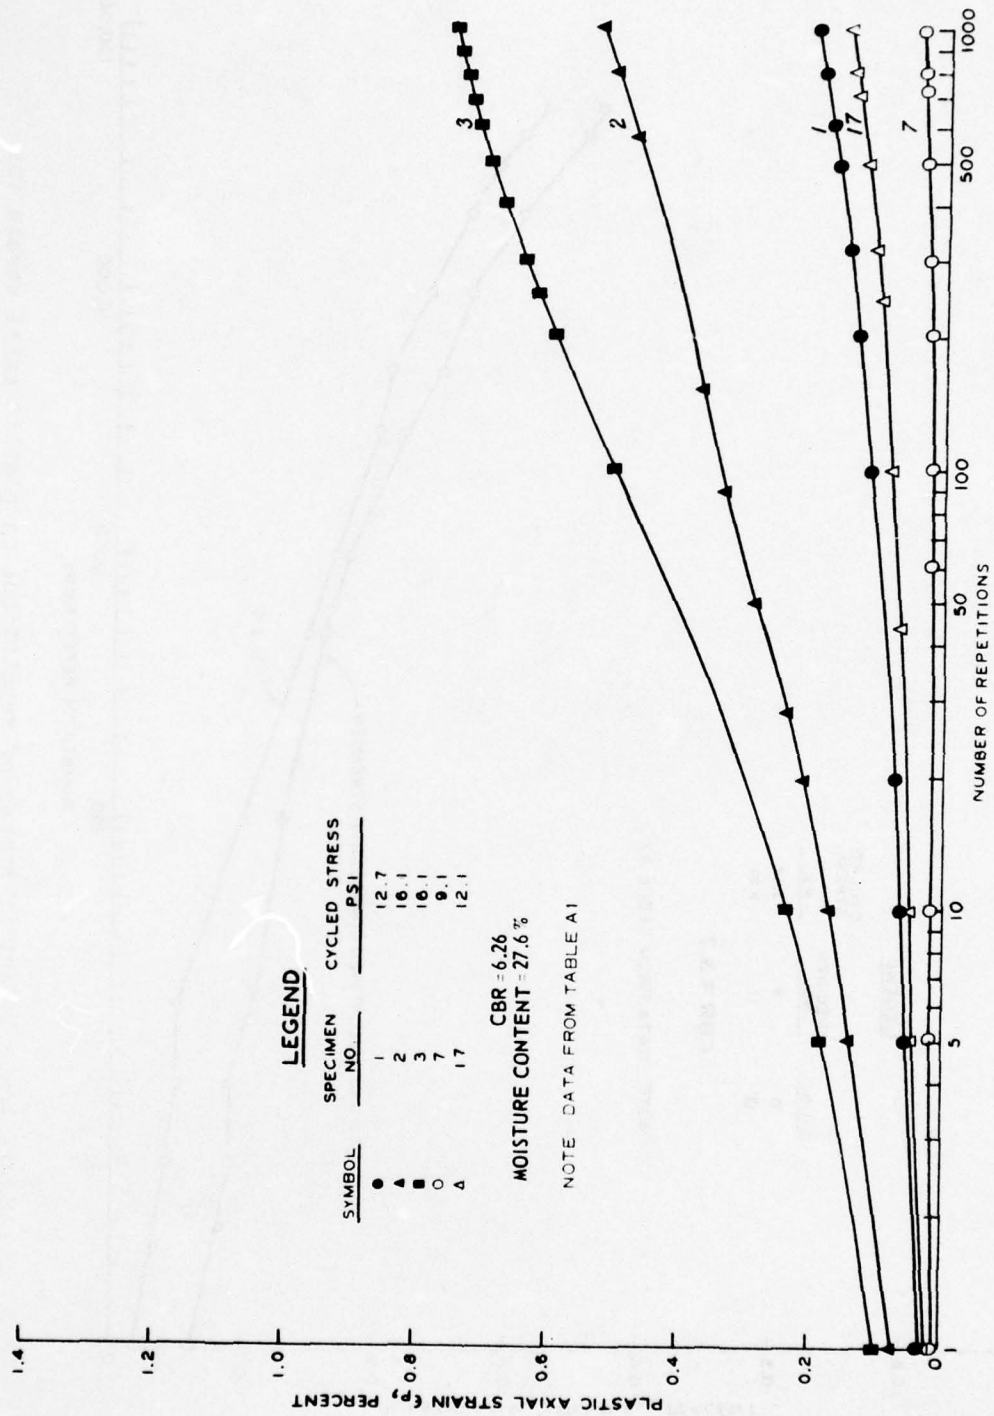 PLASTIC AXIAL STRAIN ϵP, PERCENT
1.4
1.2
1.0
0.8
0.6
0.4
0.2
0
LEGEND
SYMBOL SPECIMEN NO. CYCLED STRESS PSI
● 1 12.7
▲ 2 16.1
■ 3 16.1
○ 7 9.1
△ 17 12.1
CBR = 6.26
MOISTURE CONTENT = 27.6 %
NOTE DATA FROM TABLE A1
3
2
1
17
7
1 5 10 50 100 500 1000
NUMBER OF REPETITIONS